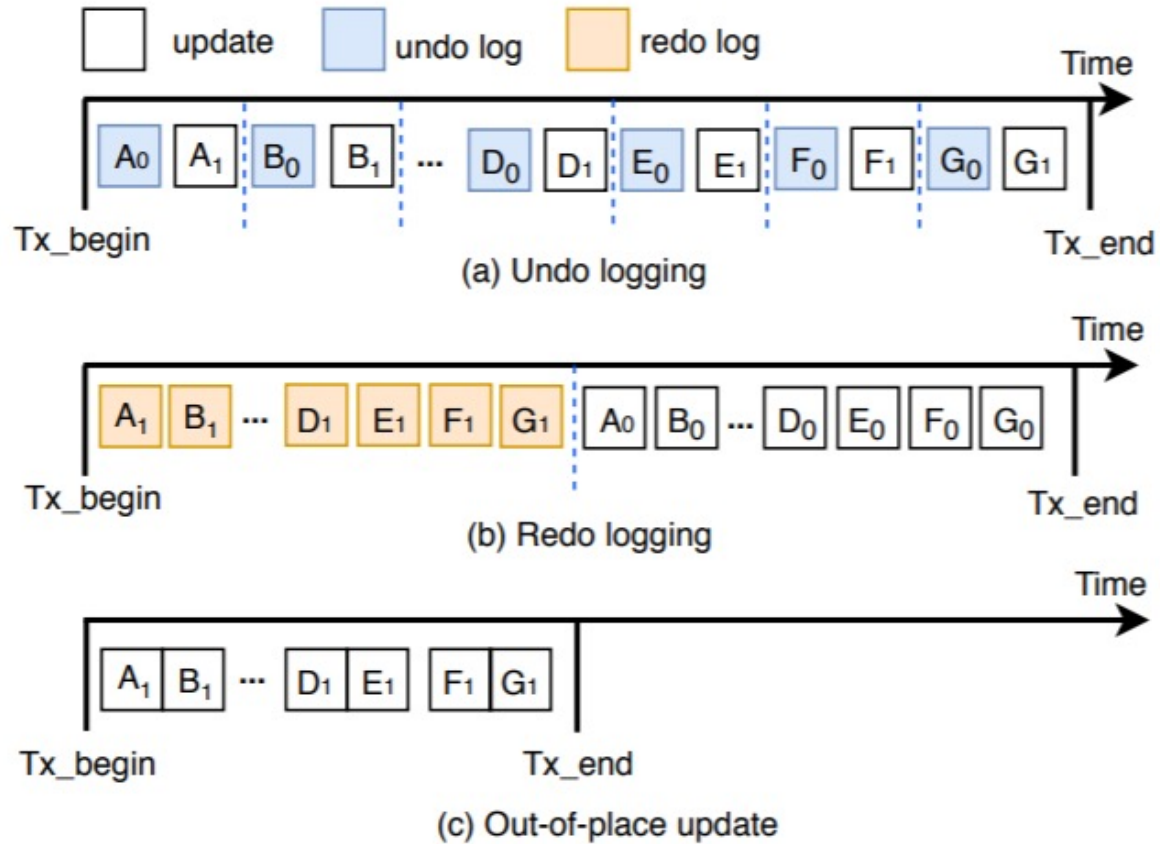 update undo log redo log
Time
A₀ A₁ B₀ B₁ ... D₀ D₁ E₀ E₁ F₀ F₁ G₀ G₁
Tx_begin Tx_end
(a) Undo logging
Time
A₁ B₁ ... D₁ E₁ F₁ G₁ A₀ B₀ ... D₀ E₀ F₀ G₀
Tx_begin Tx_end
(b) Redo logging
Time
A₁ B₁ ... D₁ E₁ F₁ G₁
Tx_begin Tx_end
(c) Out-of-place update